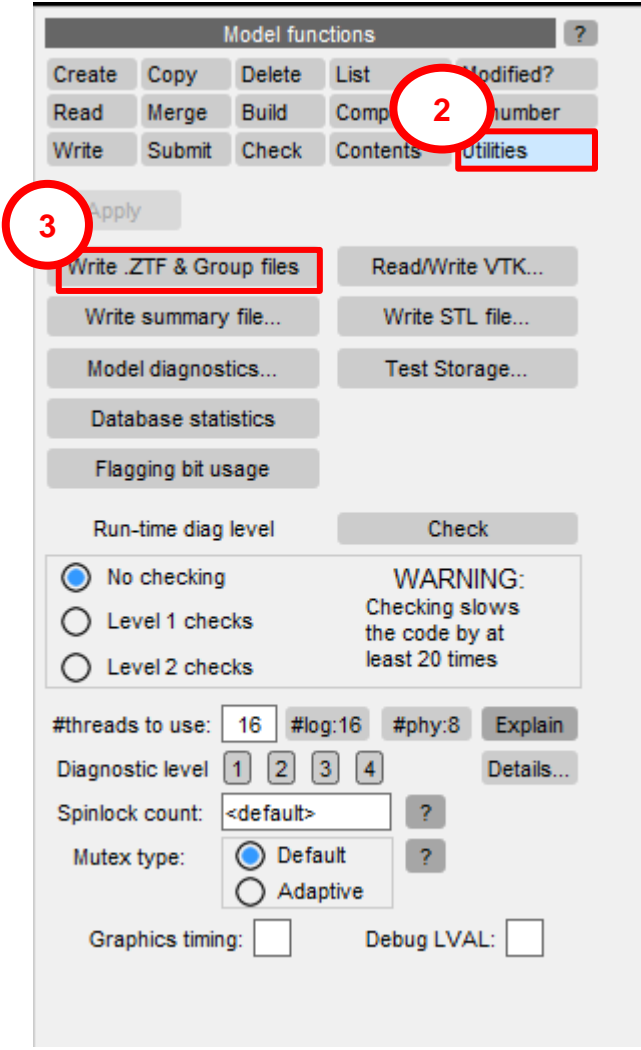 Model functions ?
Create Copy Delete List Modified?
Read Merge Build Comp 2 number
Write Submit Check Contents Utilities
Apply
3
Write .ZTF & Group files Read/Write VTK...
Write summary file... Write STL file...
Model diagnostics... Test Storage...
Database statistics
Flagging bit usage
Run-time diag level Check
No checking WARNING:
Checking slows
Level 1 checks the code by at
Level 2 checks least 20 times
#threads to use: 16 #log:16 #phy:8 Explain
Diagnostic level 1 2 3 4 Details...
Spinlock count: <default> ?
Mutex type: Default ?
Adaptive
Graphics timing: Debug LVAL: